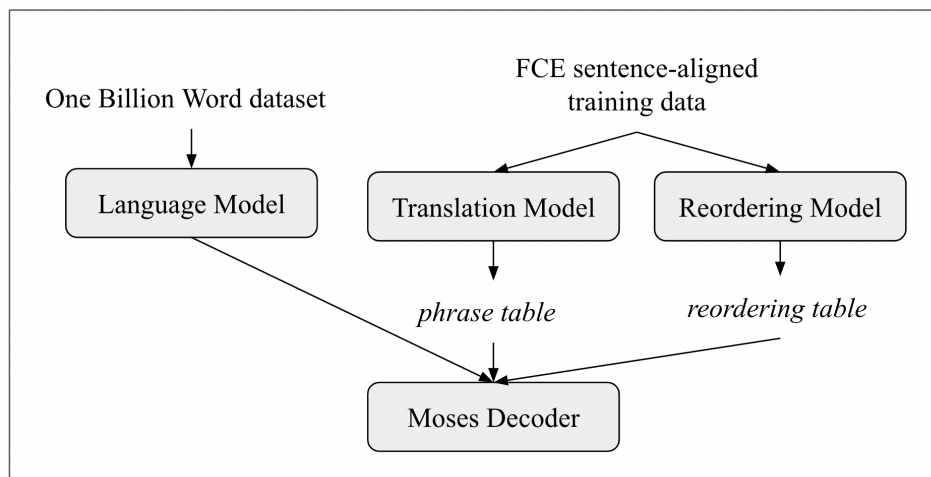 One Billion Word dataset
FCE sentence-aligned
training data
Language Model
Translation Model
Reordering Model
phrase table
reordering table
Moses Decoder